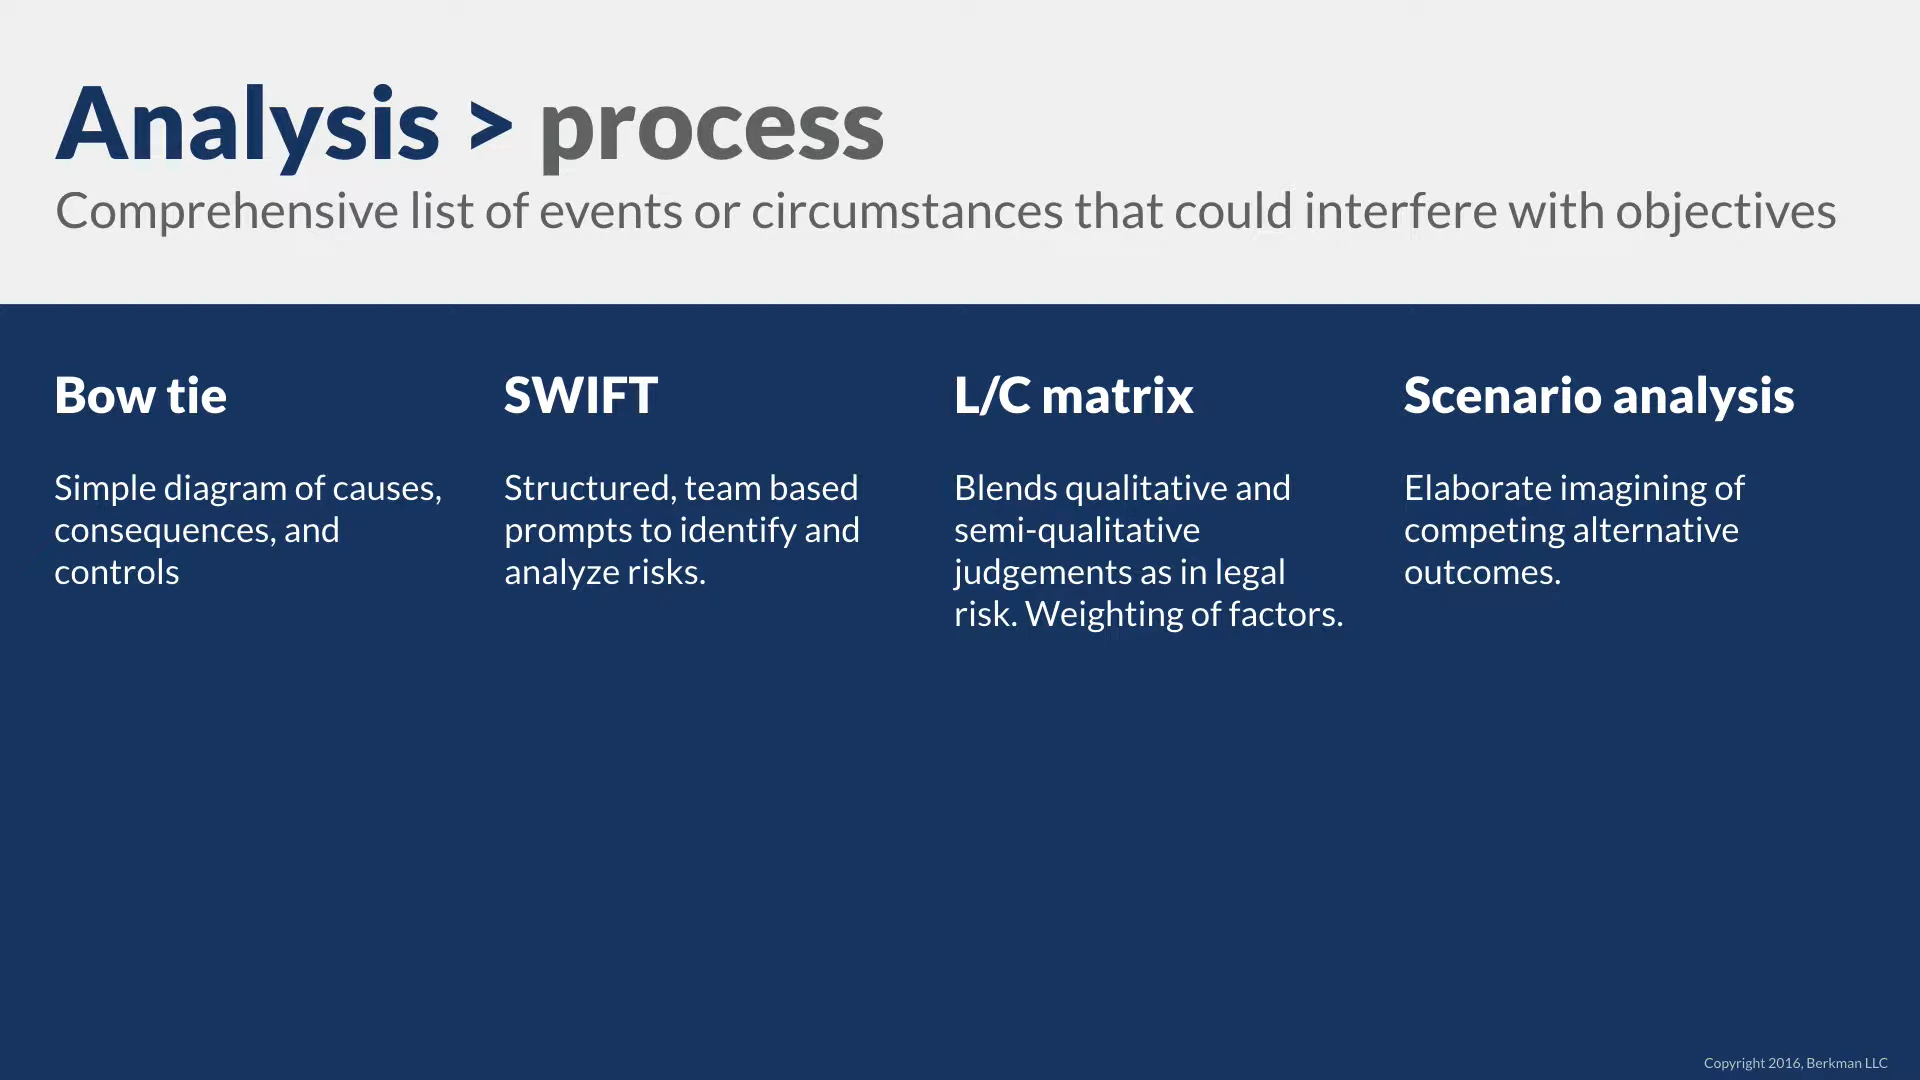 Analysis > process
Comprehensive list of events or circumstances that could interfere with objectives
Bow tie
Simple diagram of causes,
consequences, and
controls
SWIFT
Structured, team based
prompts to identify and
analyze risks.
L/C matrix
Blends qualitative and
semi-qualitative
judgements as in legal
risk. Weighting of factors.
Scenario analysis
Elaborate imagining of
competing alternative
outcomes.
Copyright 2016, Berkman LLC